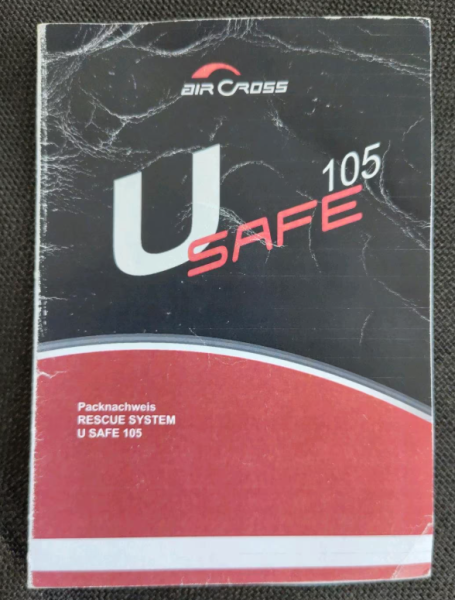 aIR CROSS
U SAFE 105
Packnachweis
RESCUE SYSTEM
U SAFE 105